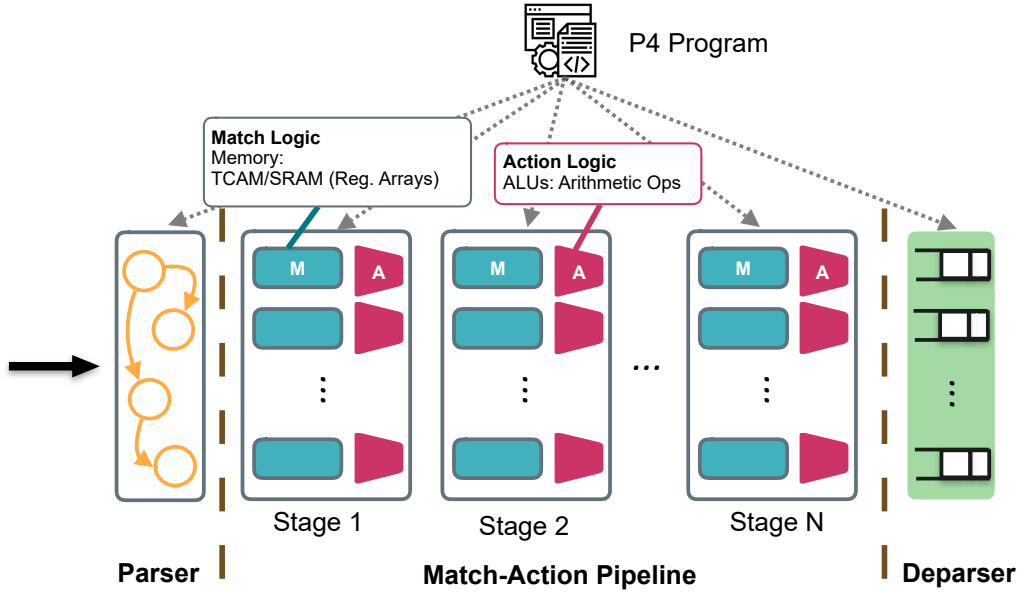 P4 Program
</>
Match Logic
Memory:
TCAM/SRAM (Reg. Arrays)
Action Logic
ALUs: Arithmetic Ops
M
A
M
A
M
A
...
...
...
...
...
Stage 1
Stage 2
Stage N
Parser
Match-Action Pipeline
Deparser